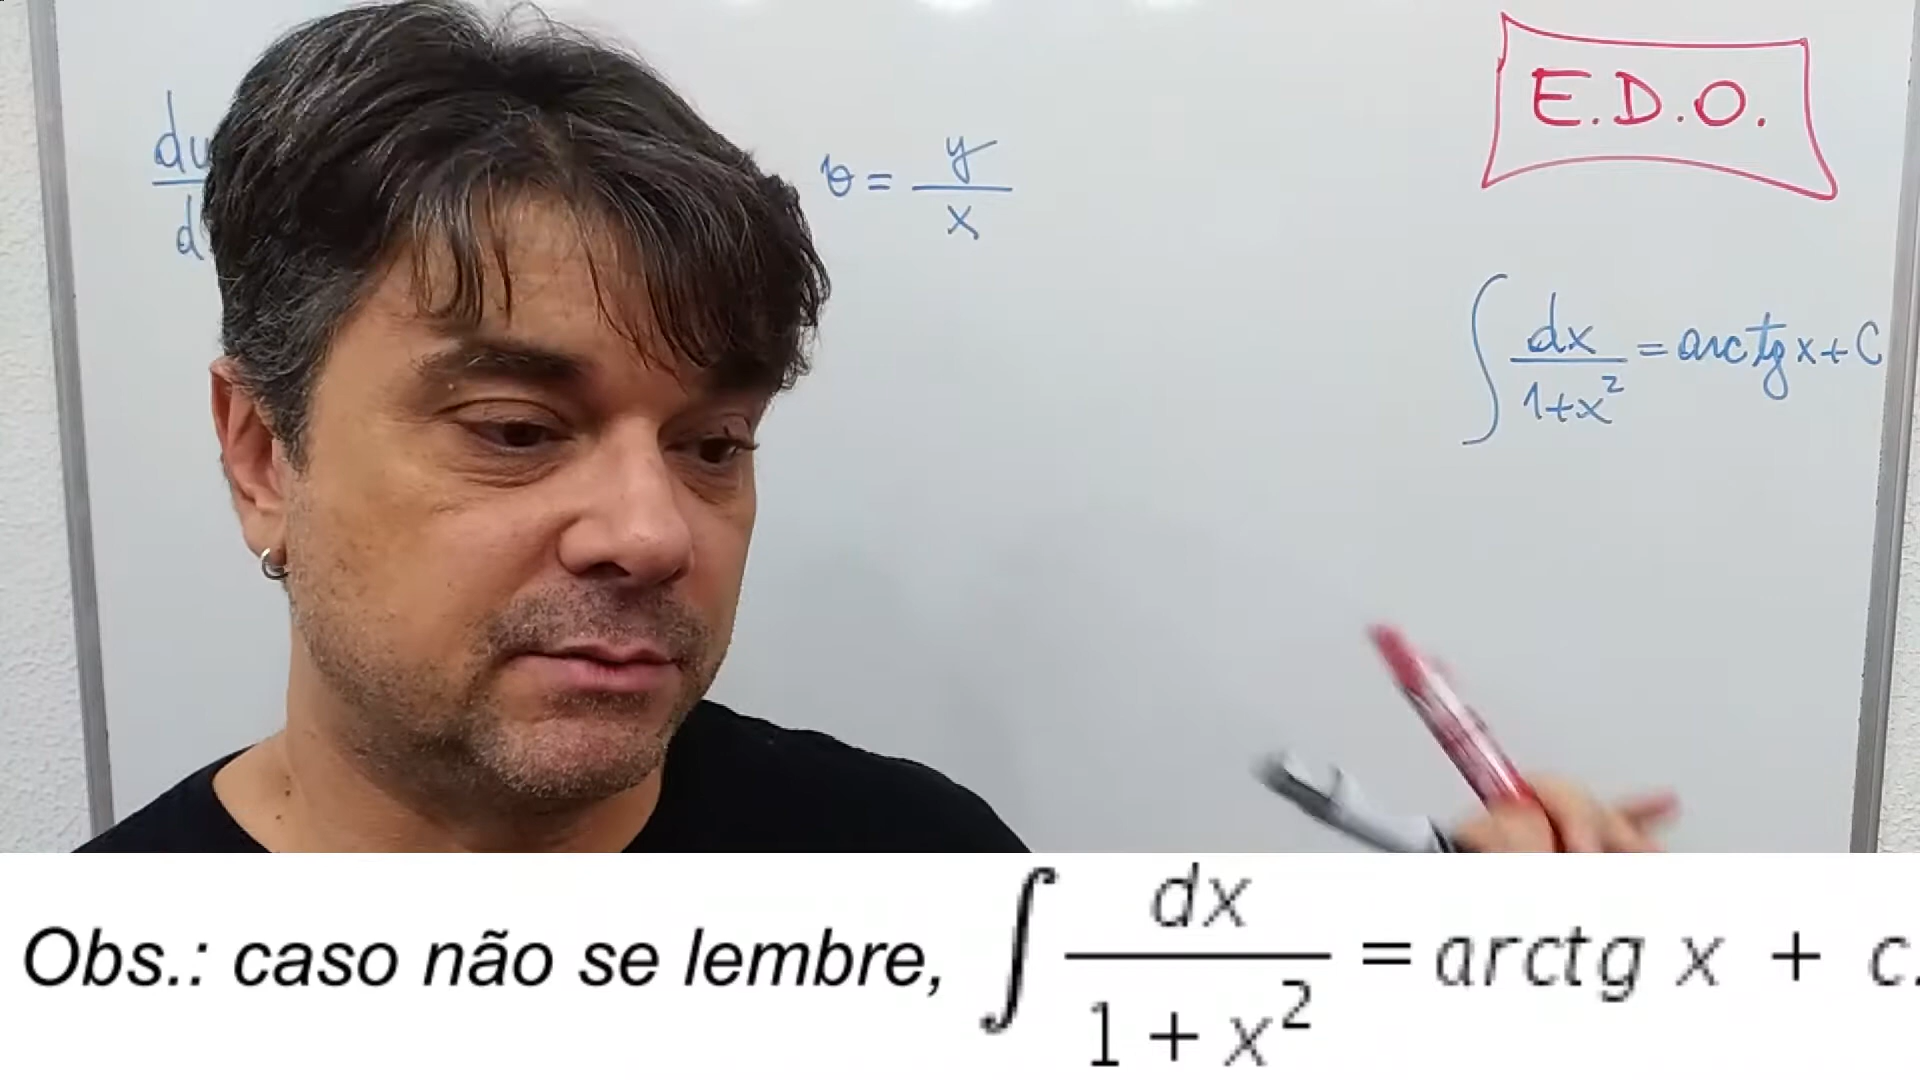 E.D.O.
v = y/x
∫ dx/(1+x²) = arctg x + C
Obs.: caso não se lembre, ∫ dx/(1 + x²) = arctg x + c.